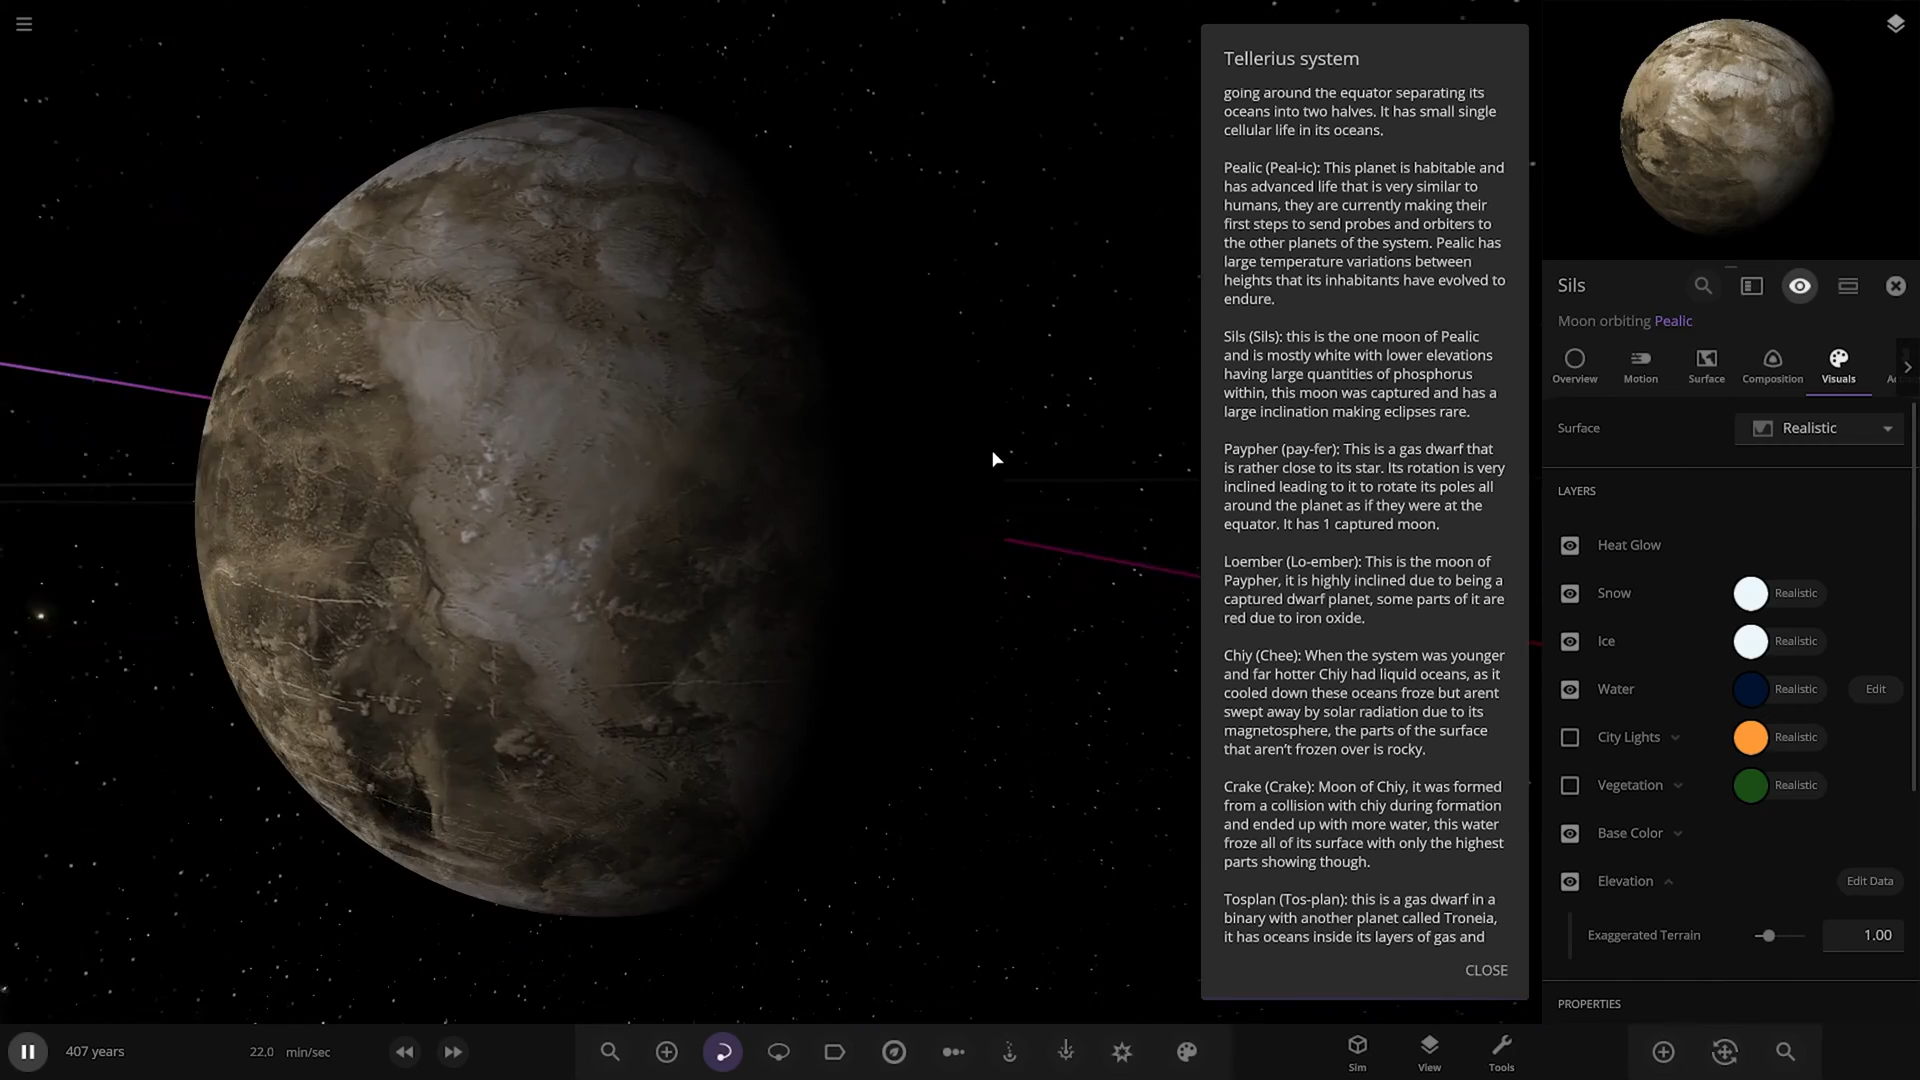 Tellerius system
going around the equator separating its
oceans into two halves. It has small single
cellular life in its oceans.
Pealic (Peal-ic): This planet is habitable and
has advanced life that is very similar to
humans, they are currently making their
first steps to send probes and orbiters to
the other planets of the system. Pealic has
large temperature variations between
heights that its inhabitants have evolved to
endure.
Sils (Sils): this is the one moon of Pealic
and is mostly white with lower elevations
having large quantities of phosphorus
within, this moon was captured and has a
large inclination making eclipses rare.
Paypher (pay-fer): This is a gas dwarf that
is rather close to its star. Its rotation is very
inclined leading to it to rotate its poles all
around the planet as if they were at the
equator. It has 1 captured moon.
Loember (Lo-ember): This is the moon of
Paypher, it is highly inclined due to being a
captured dwarf planet, some parts of it are
red due to iron oxide.
Chiy (Chee): When the system was younger
and far hotter Chiy had liquid oceans, as it
cooled down these oceans froze but arent
swept away by solar radiation due to its
magnetosphere, the parts of the surface
that aren't frozen over is rocky.
Crake (Crake): Moon of Chiy, it was formed
from a collision with chiy during formation
and ended up with more water, this water
froze all of its surface with only the highest
parts showing though.
Tosplan (Tos-plan): this is a gas dwarf in a
binary with another planet called Troneia,
it has oceans inside its layers of gas and
CLOSE
Sils
Moon orbiting Pealic
Overview Motion Surface Composition Visuals
Surface Realistic
LAYERS
Heat Glow
Snow Realistic
Ice Realistic
Water Realistic Edit
City Lights Realistic
Vegetation Realistic
Base Color
Elevation Edit Data
Exaggerated Terrain 1.00
PROPERTIES
407 years 22.0 min/sec
Sim View Tools